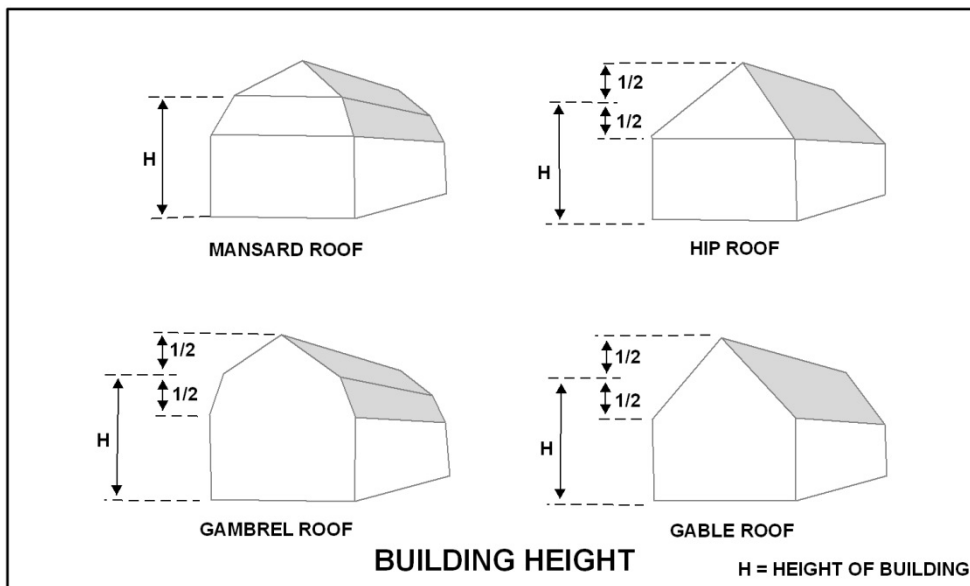 1/2
1/2
H
H
MANSARD ROOF
HIP ROOF
1/2
1/2
1/2
1/2
H
H
GAMBREL ROOF
GABLE ROOF
BUILDING HEIGHT
H = HEIGHT OF BUILDING